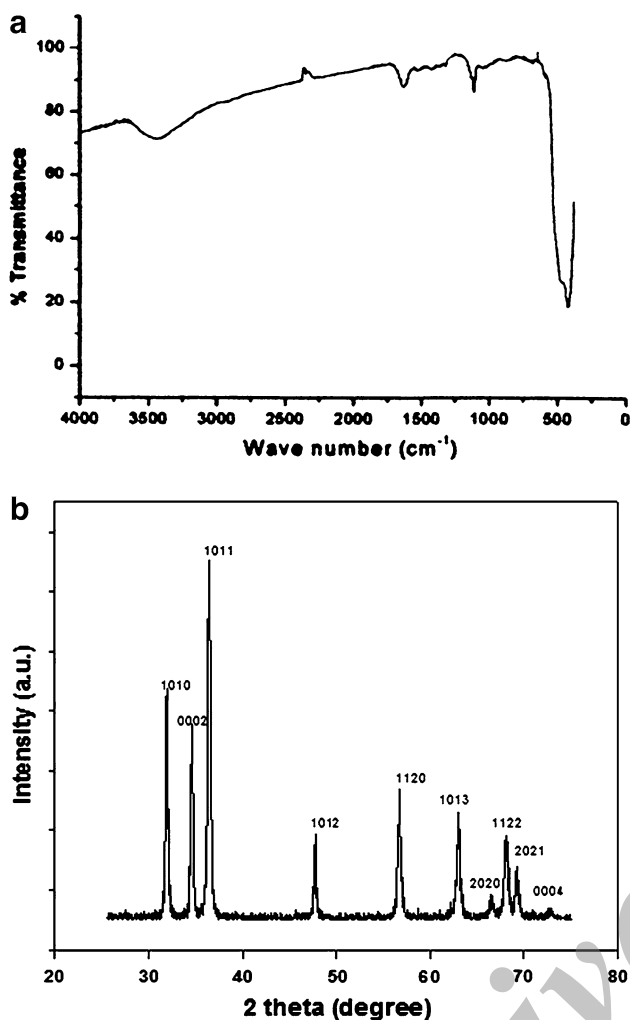 a
100
80
60
40
20
0
% Transmittance
4000 3500 3000 2500 2000 1500 1000 500 0
Wave number (cm⁻¹)
b
1011
1010
0002
1012
1120
1013
2020
1122
2021
0004
Intensity (a.u.)
20 30 40 50 60 70 80
2 theta (degree)